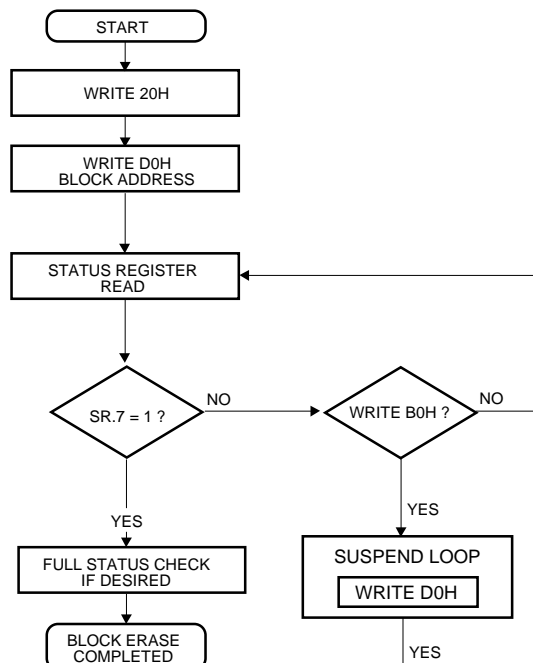 START
WRITE 20H
WRITE D0H
BLOCK ADDRESS
STATUS REGISTER
READ
SR.7 = 1 ?
NO
WRITE B0H ?
NO
YES
YES
FULL STATUS CHECK
IF DESIRED
SUSPEND LOOP
WRITE D0H
BLOCK ERASE
COMPLETED
YES